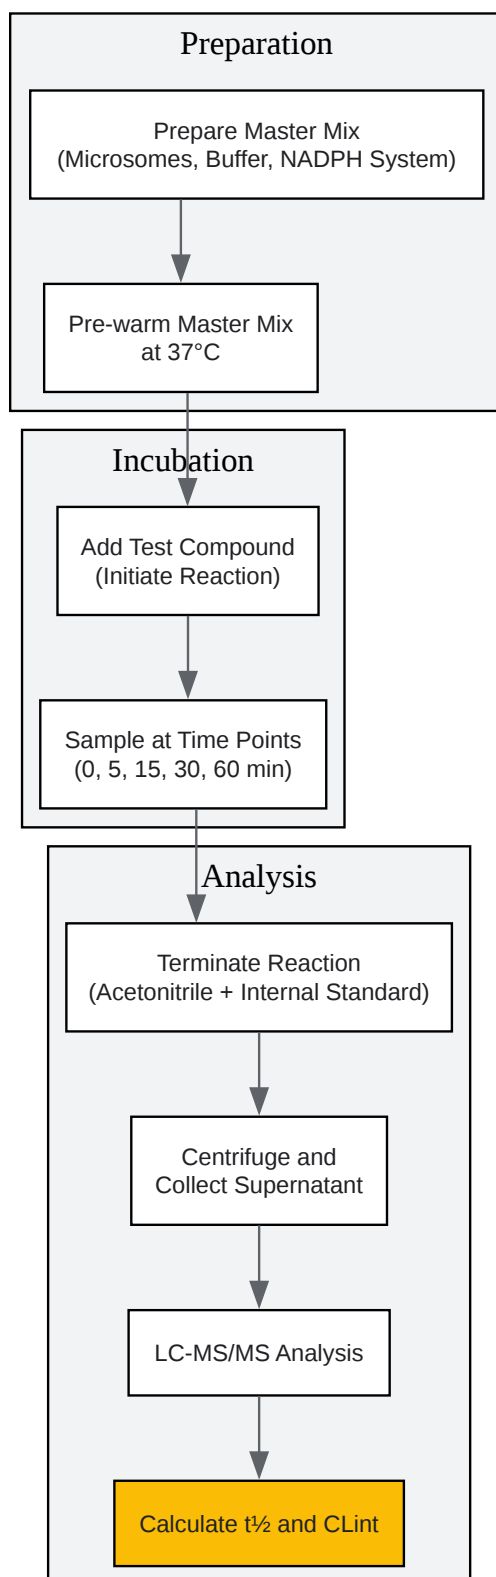 Preparation
Prepare Master Mix
(Microsomes, Buffer, NADPH System)
Pre-warm Master Mix
at 37°C
Incubation
Add Test Compound
(Initiate Reaction)
Sample at Time Points
(0, 5, 15, 30, 60 min)
Analysis
Terminate Reaction
(Acetonitrile + Internal Standard)
Centrifuge and
Collect Supernatant
LC-MS/MS Analysis
Calculate t½ and CLint